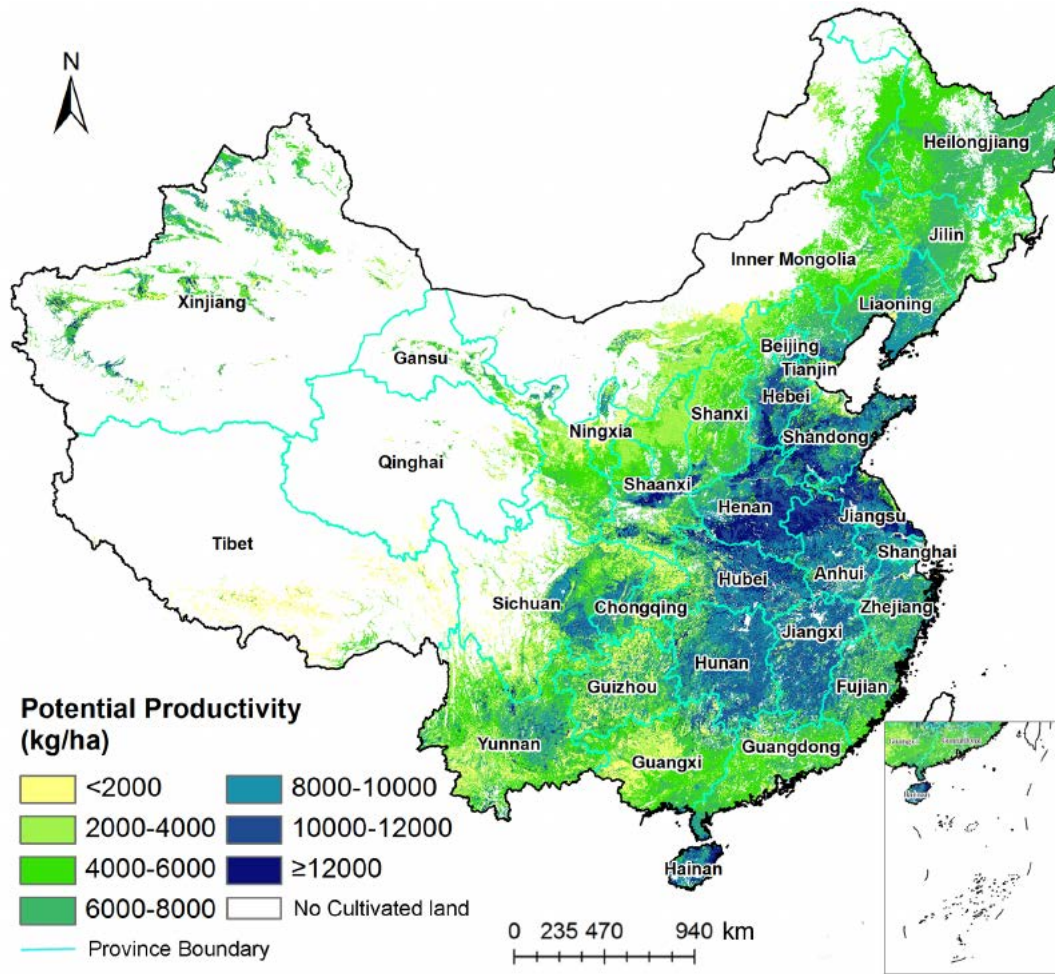 N
Heilongjiang
Jilin
Inner Mongolia
Liaoning
Xinjiang
Beijing
Gansu
Tianjin
Hebei
Ningxia
Shanxi
Shandong
Qinghai
Shaanxi
Henan
Jiangsu
Tibet
Shanghai
Hubei
Anhui
Sichuan
Chongqing
Zhejiang
Jiangxi
Hunan
Guizhou
Fujian
Yunnan
Guangdong
Guangxi
Hainan
Potential Productivity
(kg/ha)
<2000
2000-4000
4000-6000
6000-8000
8000-10000
10000-12000
≥12000
No Cultivated land
Province Boundary
0 235 470 940 km
Guangxi
Guangdong
Hainan